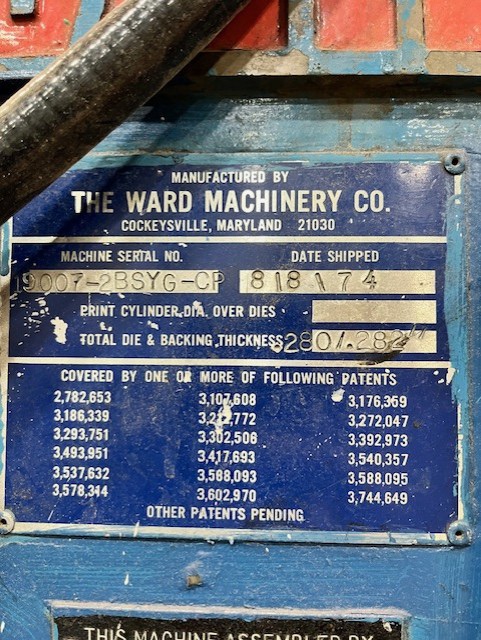 MANUFACTURED BY
THE WARD MACHINERY CO.
COCKEYSVILLE, MARYLAND 21030
MACHINE SERIAL NO. DATE SHIPPED
19007-2BSYG-CP 8\8\74
PRINT CYLINDER DIA. OVER DIES
TOTAL DIE & BACKING THICKNESS .280/.282"
COVERED BY ONE OR MORE OF FOLLOWING PATENTS
2,782,653 3,107,608 3,176,369
3,186,339 3,272,047
3,293,751 3,302,506 3,392,973
3,493,951 3,417,693 3,540,357
3,537,632 3,588,093 3,588,095
3,578,344 3,602,970 3,744,649
OTHER PATENTS PENDING
THIS MACHINE ASSEMBLED BY